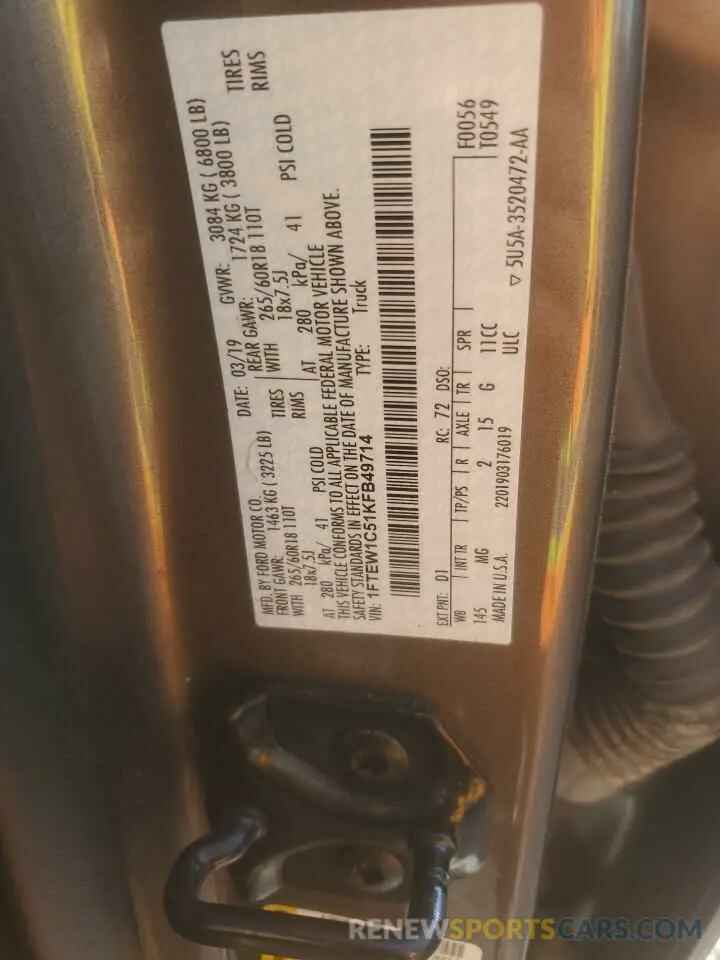 MFD. BY FORD MOTOR CO.
DATE: 03/19 GVWR: 3084 KG ( 6800 LB)
FRONT GAWR: REAR GAWR:
1463 KG ( 3225 LB) 1724 KG ( 3800 LB)
WITH 265/60R18 110T TIRES WITH 265/60R18 110T TIRES
18x7.5J RIMS 18x7.5J RIMS
AT 280 kPa/ 41 PSI COLD AT 280 kPa/ 41 PSI COLD
THIS VEHICLE CONFORMS TO ALL APPLICABLE FEDERAL MOTOR VEHICLE
SAFETY STANDARDS IN EFFECT ON THE DATE OF MANUFACTURE SHOWN ABOVE.
VIN: 1FTEW1C51KFB49714 TYPE: Truck
EXT PNT: D1 RC: 72 DSO: F0056
WB INT TR TP/PS R AXLE TR SPR T0549
145 MG 2 15 G 11CC
MADE IN U.S.A. 2201903176019 ULC
▽ 5U5A-3520472-AA
RENEWSPORTSCARS.COM